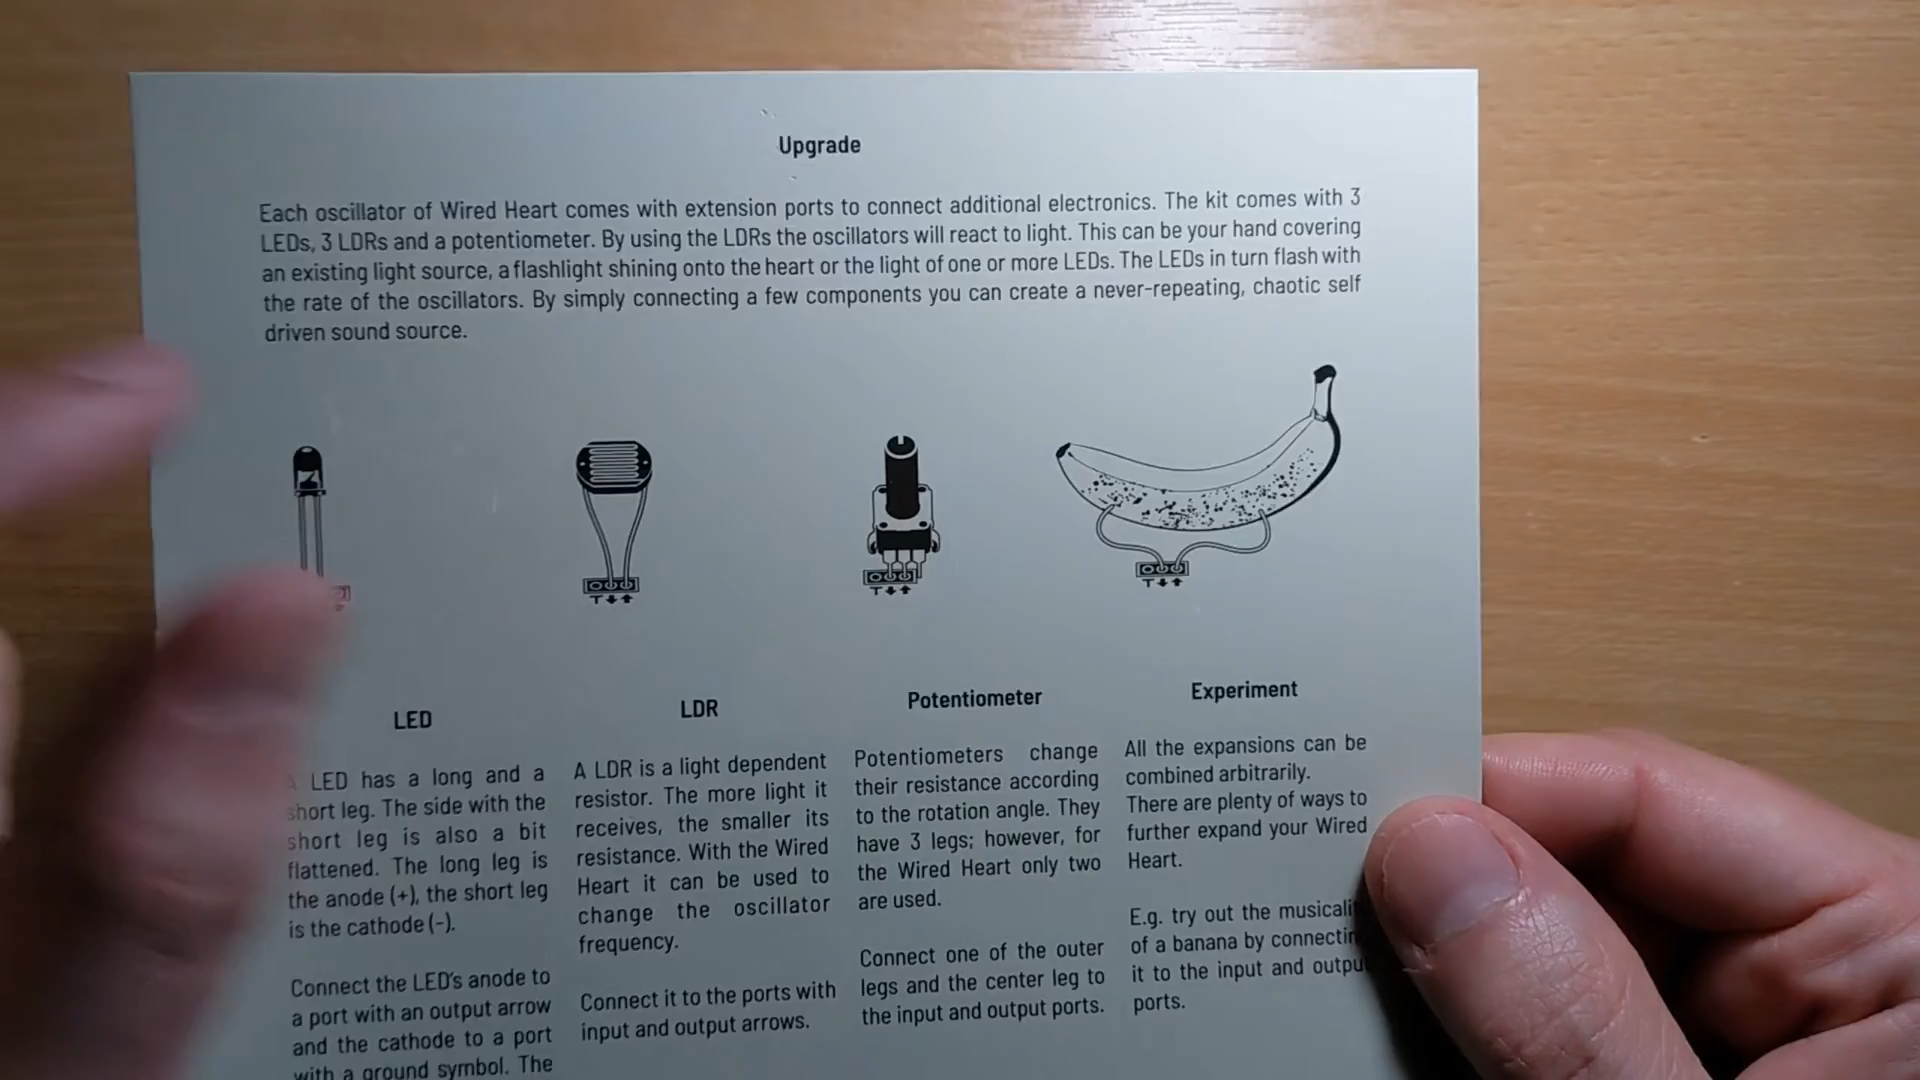 Upgrade
Each oscillator of Wired Heart comes with extension ports to connect additional electronics. The kit comes with 3
LEDs, 3 LDRs and a potentiometer. By using the LDRs the oscillators will react to light. This can be your hand covering
an existing light source, a flashlight shining onto the heart or the light of one or more LEDs. The LEDs in turn flash with
the rate of the oscillators. By simply connecting a few components you can create a never-repeating, chaotic self
driven sound source.
LED
A LED has a long and a
short leg. The side with the
short leg is also a bit
flattened. The long leg is
the anode (+), the short leg
is the cathode (-).
Connect the LED's anode to
a port with an output arrow
and the cathode to a port
with a ground symbol. The
LDR
A LDR is a light dependent
resistor. The more light it
receives, the smaller its
resistance. With the Wired
Heart it can be used to
change the oscillator
frequency.
Connect it to the ports with
input and output arrows.
Potentiometer
Potentiometers change
their resistance according
to the rotation angle. They
have 3 legs; however, for
the Wired Heart only two
are used.
Connect one of the outer
legs and the center leg to
the input and output ports.
Experiment
All the expansions can be
combined arbitrarily.
There are plenty of ways to
further expand your Wired
Heart.
E.g. try out the
of a banana by
it to the input and output
ports.